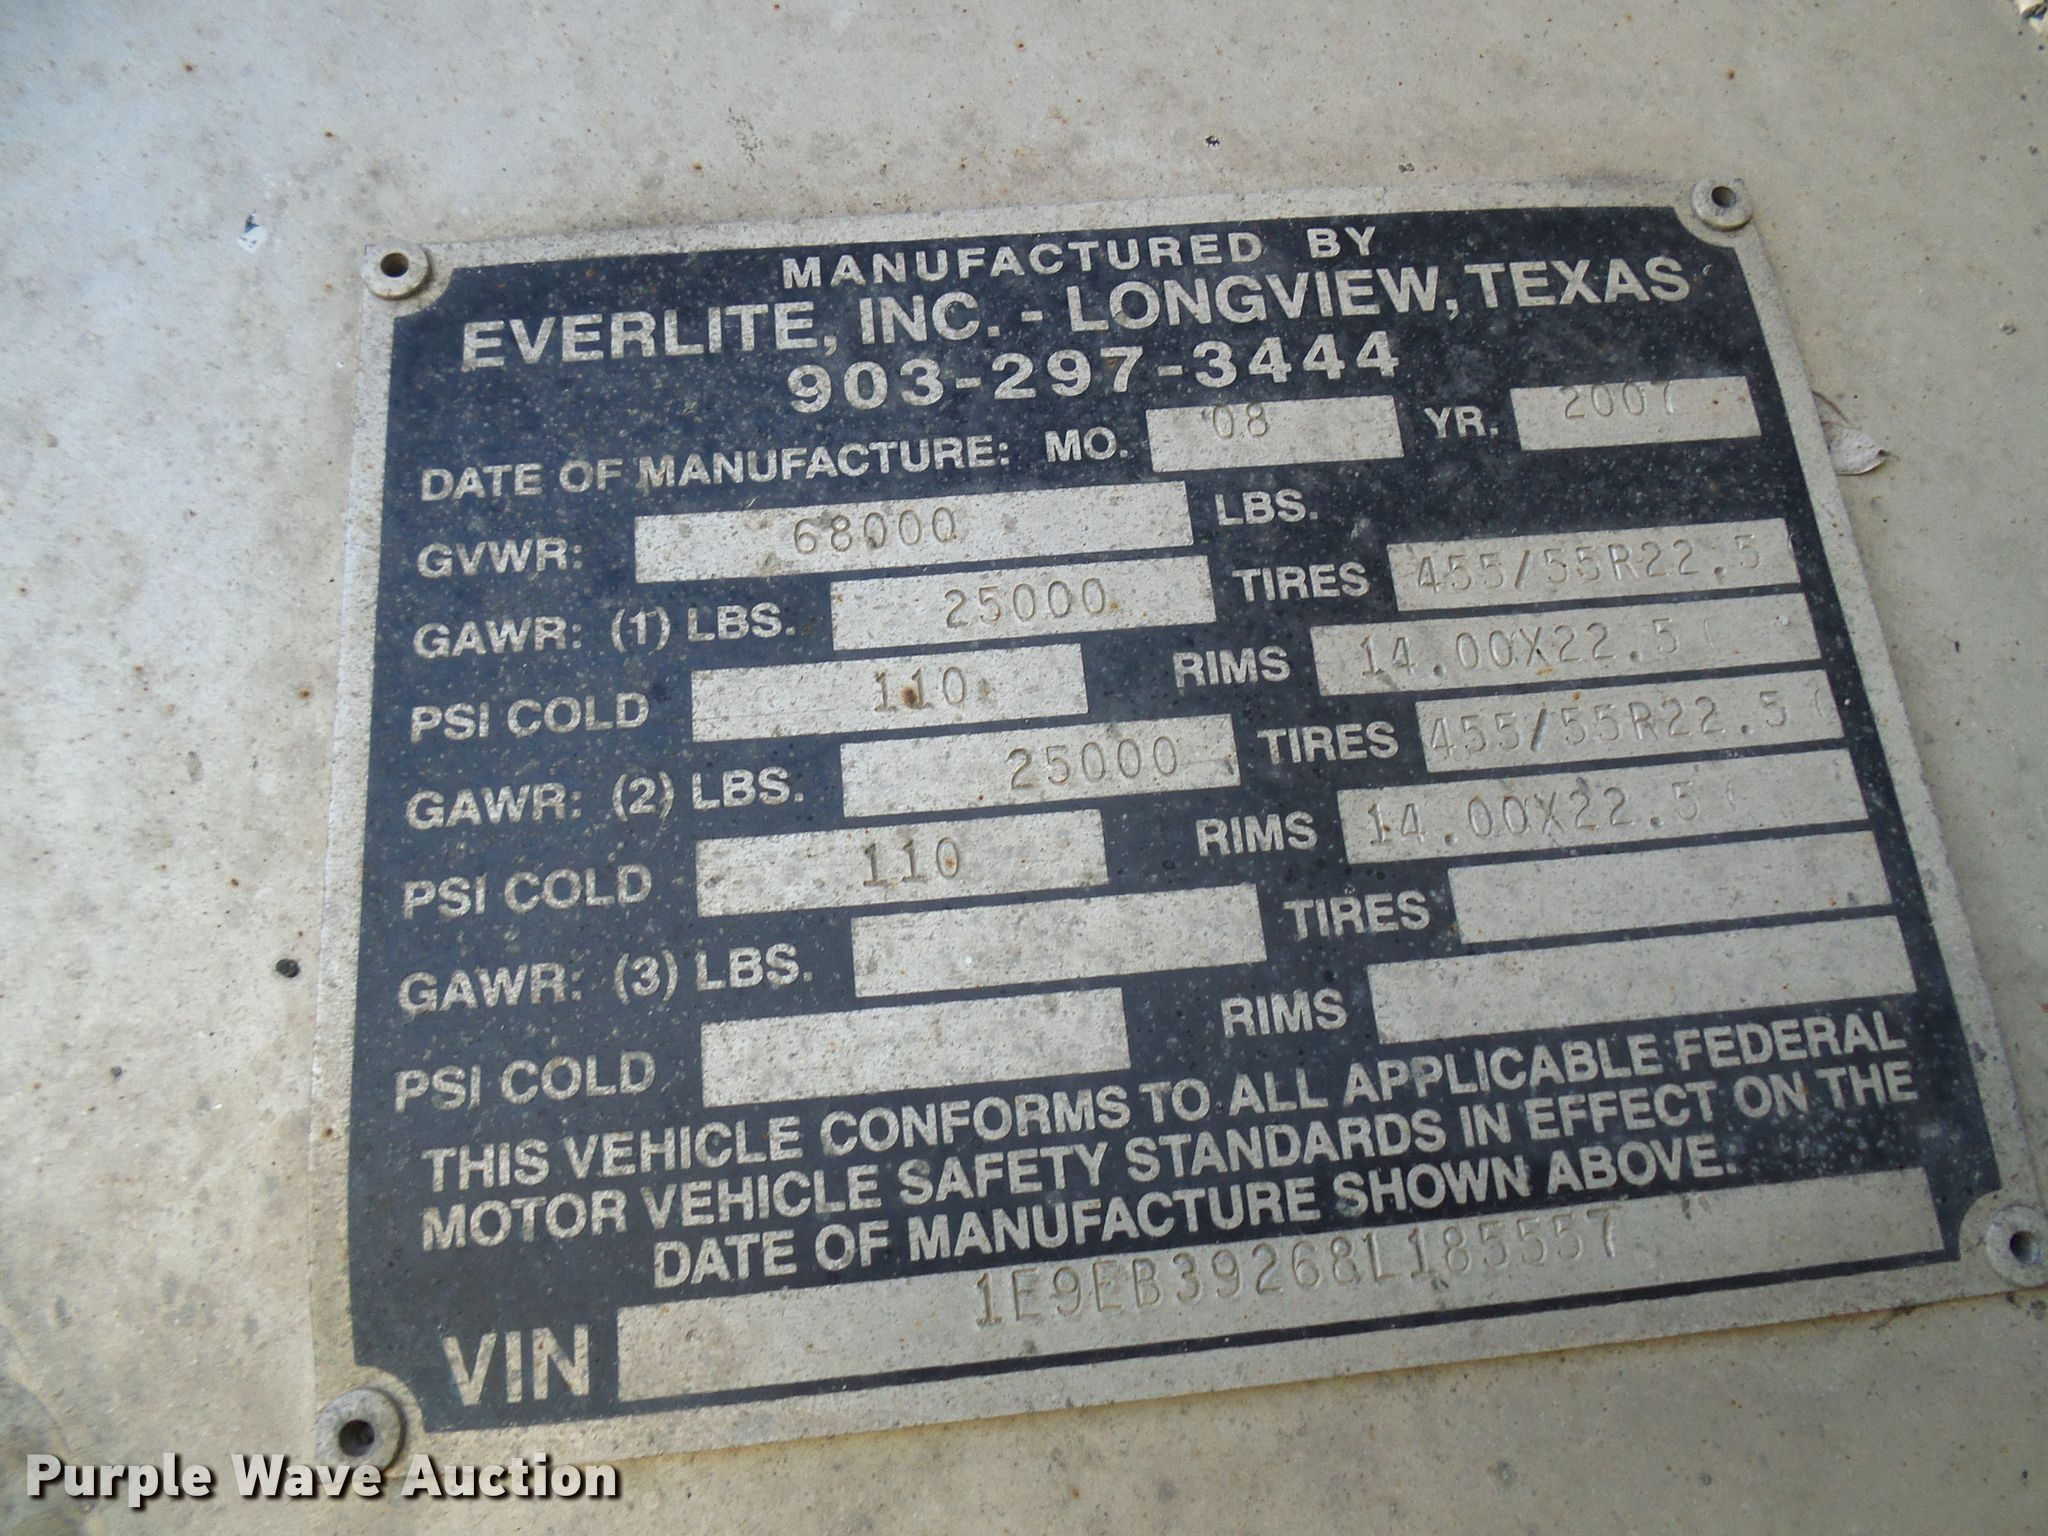 MANUFACTURED BY
EVERLITE, INC. - LONGVIEW, TEXAS
903-297-3444
DATE OF MANUFACTURE: MO. 08 YR. 2007
GVWR: 68000 LBS.
GAWR: (1) LBS. 25000 TIRES 455/55R22.5(
PSI COLD 110 RIMS 14.00X22.5(
GAWR: (2) LBS. 25000 TIRES 455/55R22.5(
PSI COLD 110 RIMS 14.00X22.5(
GAWR: (3) LBS. TIRES
PSI COLD RIMS
THIS VEHICLE CONFORMS TO ALL APPLICABLE FEDERAL
MOTOR VEHICLE SAFETY STANDARDS IN EFFECT ON THE
DATE OF MANUFACTURE SHOWN ABOVE.
VIN 1E9EB39268L185557
Purple Wave Auction